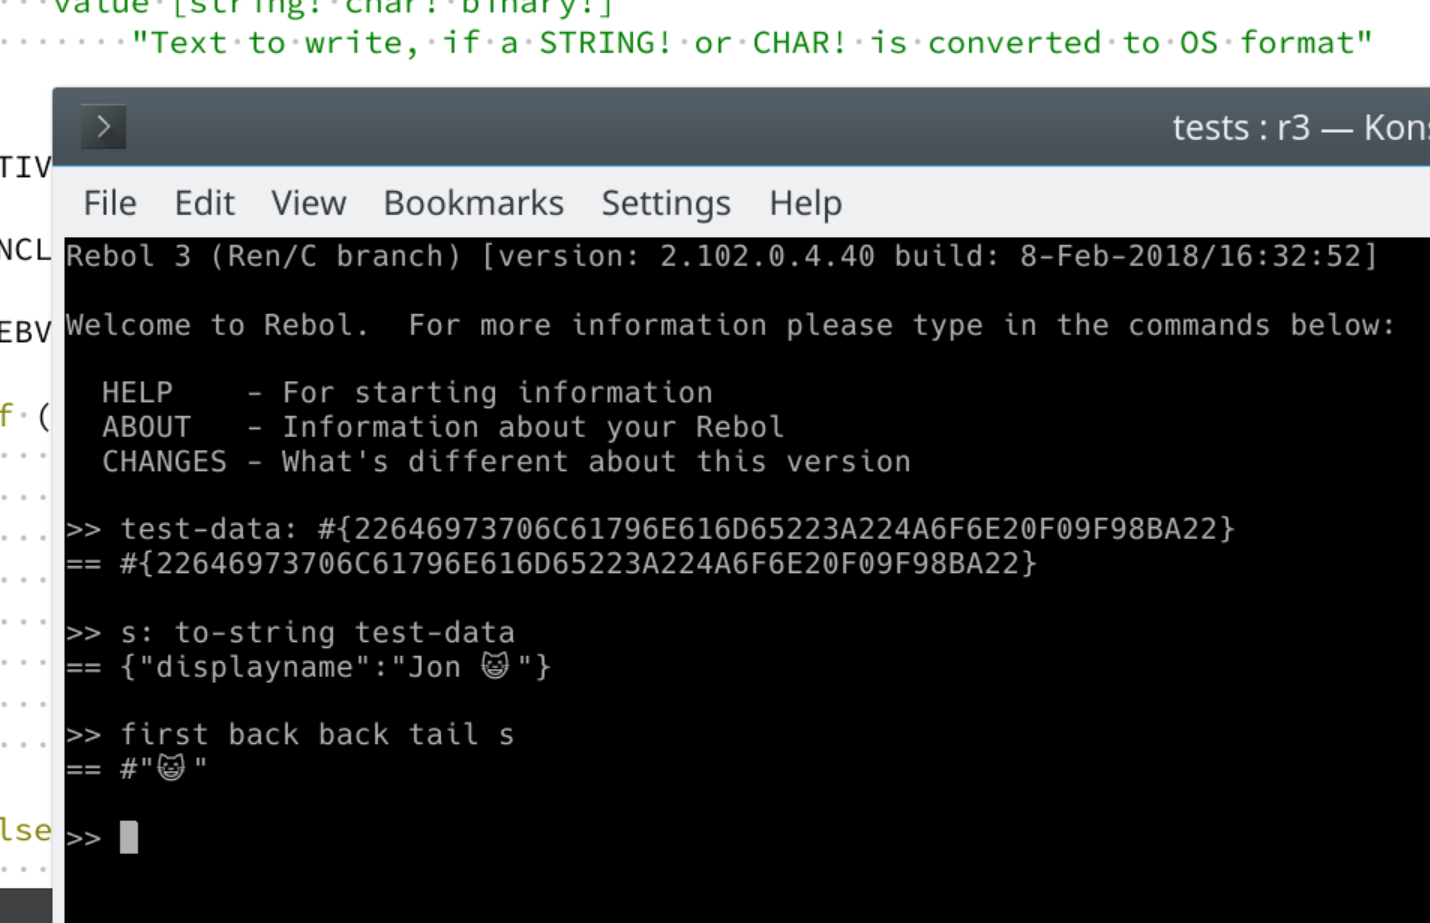 value [string! char! binary!]
"Text to write, if a STRING! or CHAR! is converted to OS format"
tests : r3 — Kons
TIV
File Edit View Bookmarks Settings Help
NCL
Rebol 3 (Ren/C branch) [version: 2.102.0.4.40 build: 8-Feb-2018/16:32:52]
EBV
Welcome to Rebol.  For more information please type in the commands below:
HELP    - For starting information
f (
ABOUT   - Information about your Rebol
CHANGES - What's different about this version
>> test-data: #{22646973706C61796E616D65223A224A6F6E20F09F98BA22}
== #{22646973706C61796E616D65223A224A6F6E20F09F98BA22}
>> s: to-string test-data
== {"displayname":"Jon 😺"}
>> first back back tail s
== #"😺"
lse
>>